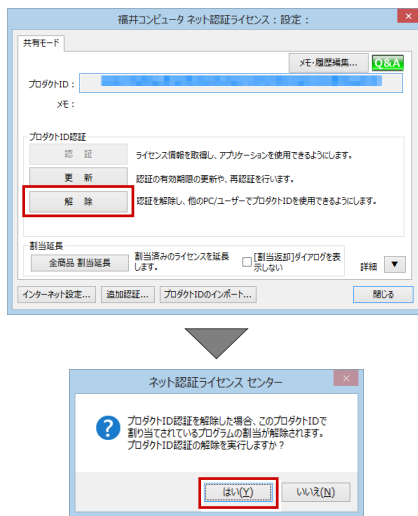 福井コンピュータ ネット認証ライセンス：設定：
共有モード
メモ・履歴編集...
Q&A
プロダクトID：
メモ：
プロダクトID認証
認　証
ライセンス情報を取得し、アプリケーションを使用できるようにします。
更　新
認証の有効期限の更新や、再認証を行います。
解　除
認証を解除し、他のPC/ユーザーでプロダクトIDを使用できるようにします。
割当延長
全商品 割当延長
割当済みのライセンスを延長
します。
[割当返却]ダイアログを表
示しない
詳細
インターネット設定...
追加認証...
プロダクトIDのインポート...
閉じる
ネット認証ライセンス センター
プロダクトID認証を解除した場合、このプロダクトIDで
割り当てされているプログラムの割当が解除されます。
プロダクトID認証の解除を実行しますか？
はい(Y)
いいえ(N)